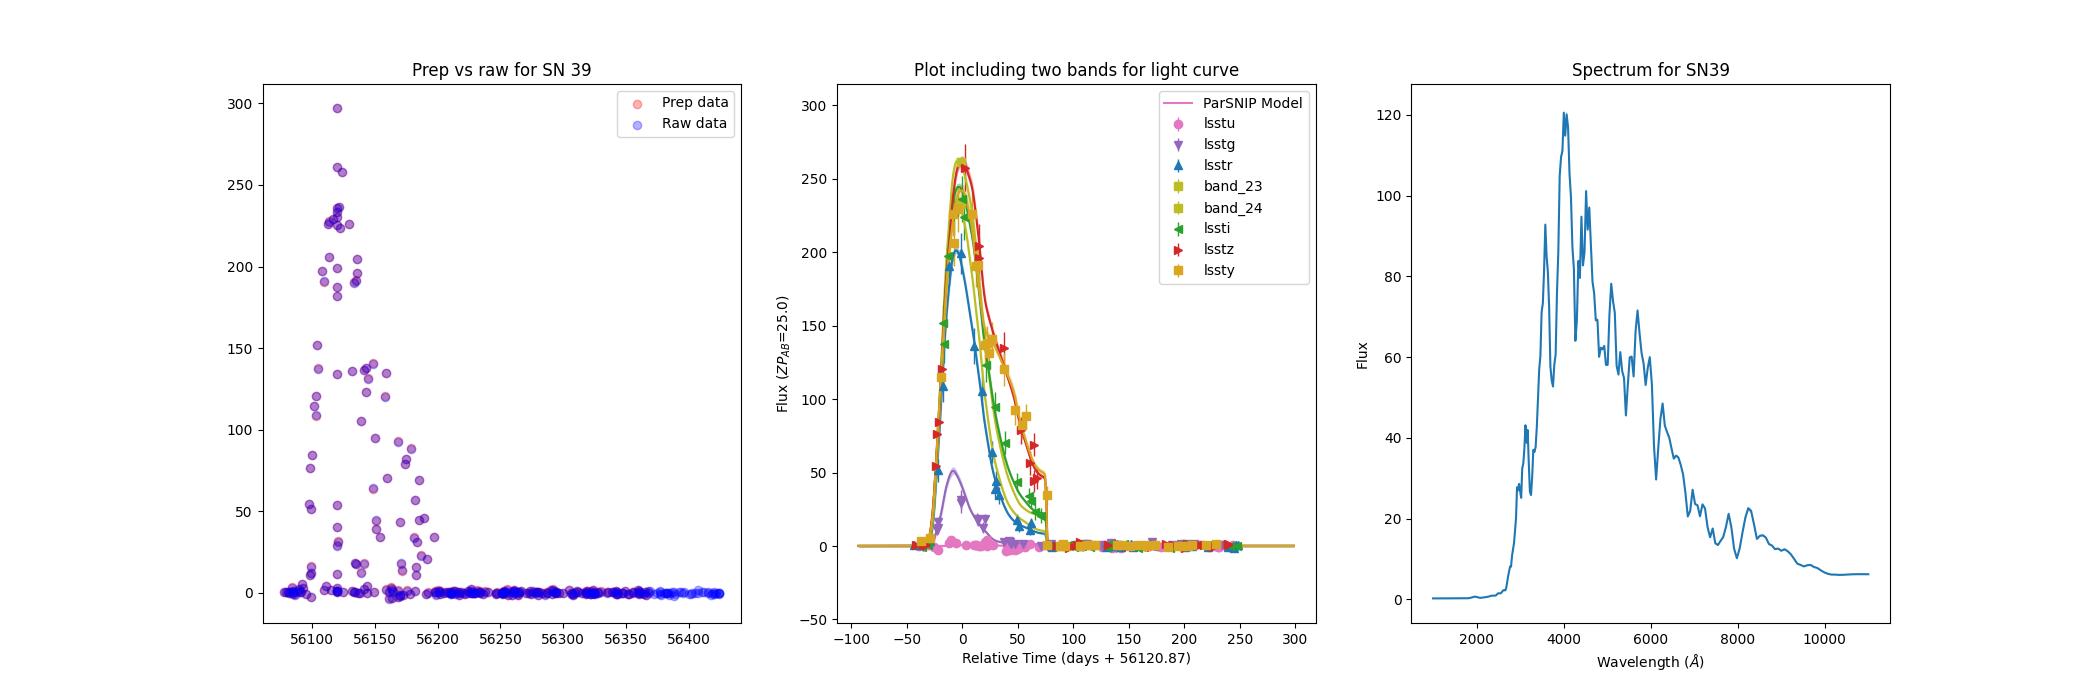 Prep vs raw for SN 39
Prep data
Raw data
300
250
200
150
100
50
0
56100 56150 56200 56250 56300 56350 56400
Plot including two bands for light curve
ParSNIP Model
lsstu
lsstg
lsstr
band_23
band_24
lssti
lsstz
lssty
Flux (ZP_AB=25.0)
300
250
200
150
100
50
0
−50
−100 −50 0 50 100 150 200 250 300
Relative Time (days + 56120.87)
Spectrum for SN39
Flux
120
100
80
60
40
20
0
2000 4000 6000 8000 10000
Wavelength (Å)